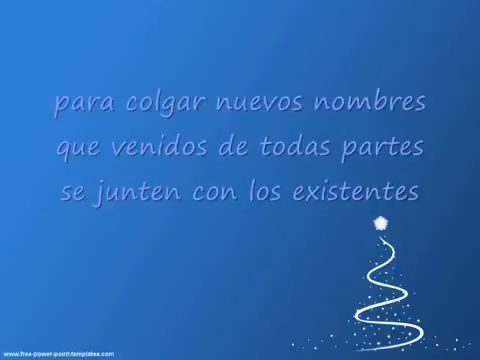 para colgar nuevos nombres
que venidos de todas partes
se junten con los existentes
www.free-power-point-templates.com